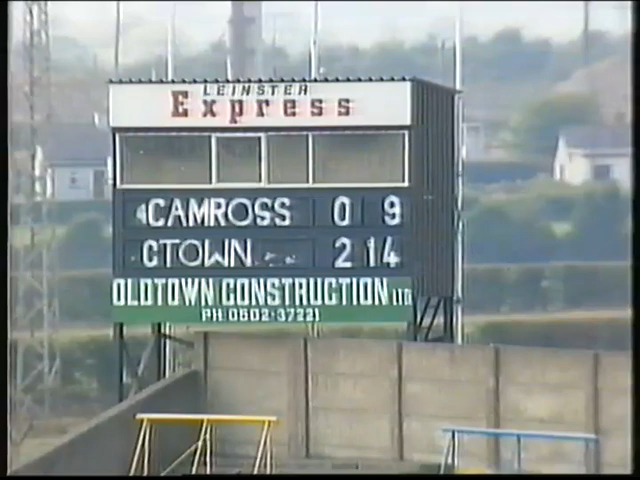 LEINSTER
Express
CAMROSS 0 9
CTOWN 2 14
OLDTOWN CONSTRUCTION LTD
PH 0502-37221